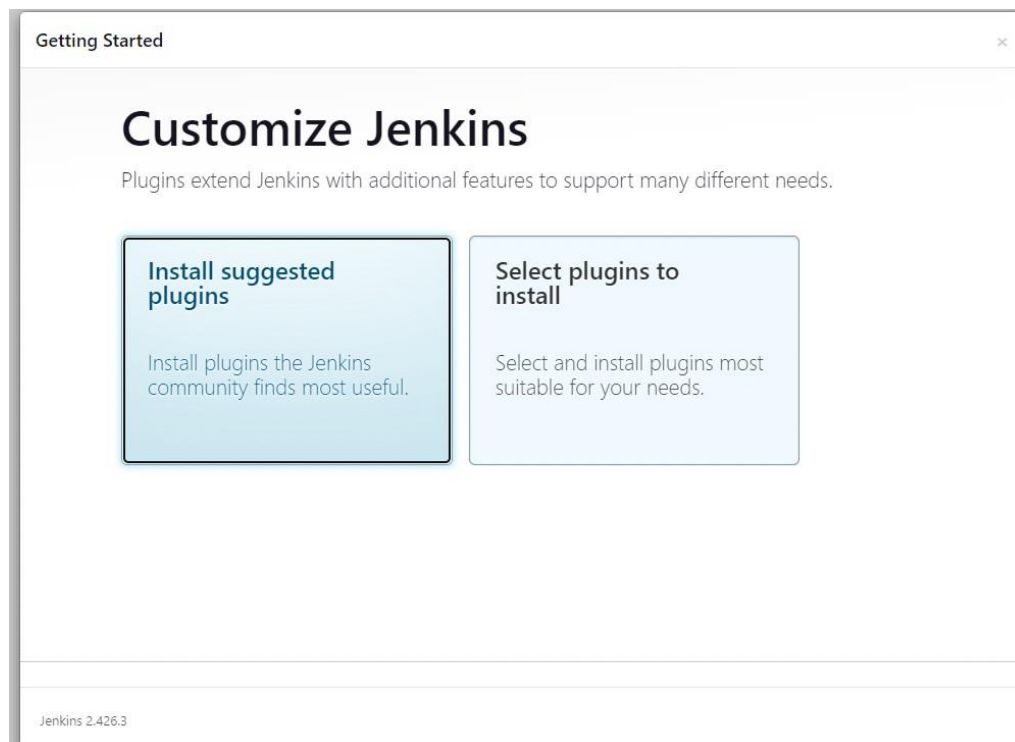 Getting Started
×
Customize Jenkins
Plugins extend Jenkins with additional features to support many different needs.
Install suggested
plugins
Install plugins the Jenkins
community finds most useful.
Select plugins to
install
Select and install plugins most
suitable for your needs.
Jenkins 2.426.3